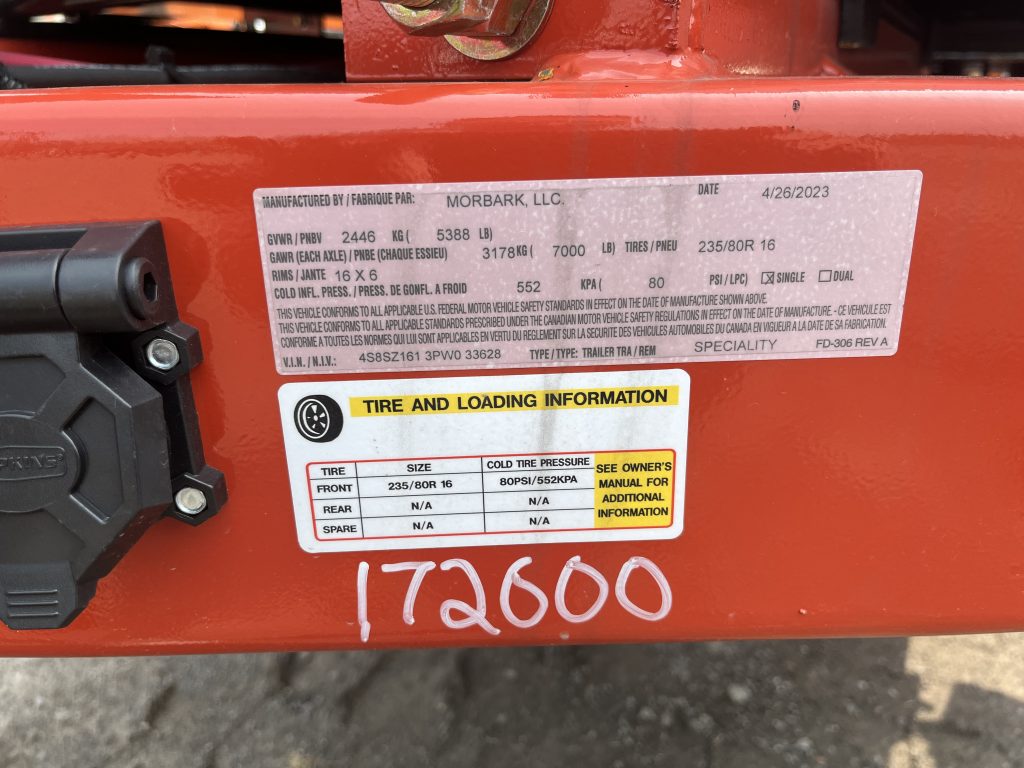 MANUFACTURED BY / FABRIQUE PAR: MORBARK, LLC. DATE 4/26/2023
GVWR / PNBV 2446 KG ( 5388 LB)
GAWR (EACH AXLE) / PNBE (CHAQUE ESSIEU) 3178 KG ( 7000 LB) TIRES / PNEU 235/80R 16
RIMS / JANTE 16 X 6
COLD INFL. PRESS. / PRESS. DE GONFL. A FROID 552 KPA ( 80 PSI / LPC) SINGLE DUAL
THIS VEHICLE CONFORMS TO ALL APPLICABLE U.S. FEDERAL MOTOR VEHICLE SAFETY STANDARDS IN EFFECT ON THE DATE OF MANUFACTURE SHOWN ABOVE.
THIS VEHICLE CONFORMS TO ALL APPLICABLE STANDARDS PRESCRIBED UNDER THE CANADIAN MOTOR VEHICLE SAFETY REGULATIONS IN EFFECT ON THE DATE OF MANUFACTURE - CE VEHICULE EST
CONFORME A TOUTES LES NORMES QUI LUI SONT APPLICABLES EN VERTU DU REGLEMENT SUR LA SECURITE DES VEHICULES AUTOMOBILES DU CANADA EN VIGUEUR A LA DATE DE SA FABRICATION.
V.I.N. / N.I.V.: 4S8SZ161 3PW0 33628 TYPE / TYPE: TRAILER TRA / REM SPECIALITY FD-306 REV A
TIRE AND LOADING INFORMATION
TIRE SIZE COLD TIRE PRESSURE
FRONT 235/80R 16 80PSI/552KPA
REAR N/A N/A
SPARE N/A N/A
SEE OWNER'S
MANUAL FOR
ADDITIONAL
INFORMATION
172600